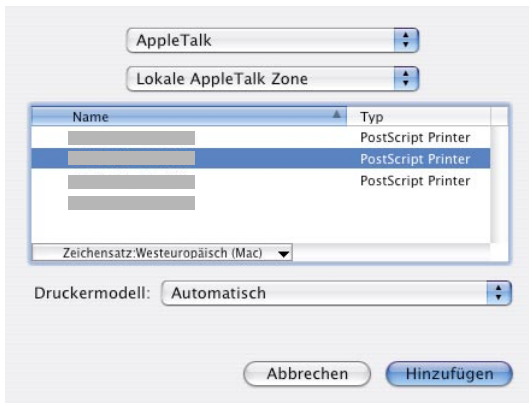 AppleTalk
Lokale AppleTalk Zone
Name Typ
PostScript Printer
PostScript Printer
PostScript Printer
Zeichensatz:Westeuropäisch (Mac)
Druckermodell: Automatisch
Abbrechen Hinzufügen